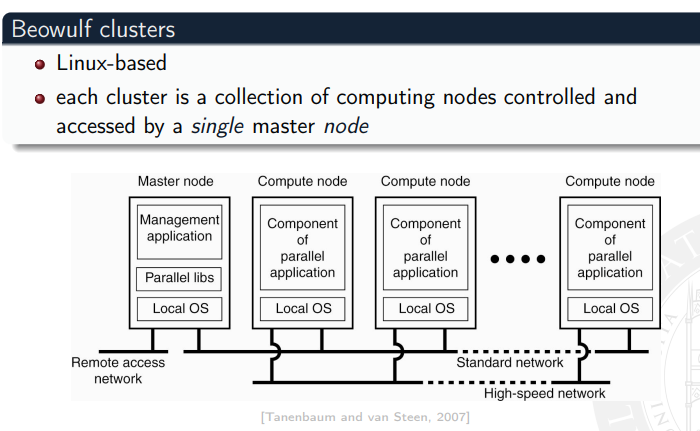 Beowulf clusters
Linux-based
each cluster is a collection of computing nodes controlled and
accessed by a single master node
Master node
Compute node
Compute node
Compute node
Management
application
Parallel libs
Local OS
Component
of
parallel
application
Local OS
Component
of
parallel
application
Local OS
Component
of
parallel
application
Local OS
Remote access
network
Standard network
High-speed network
[Tanenbaum and van Steen, 2007]